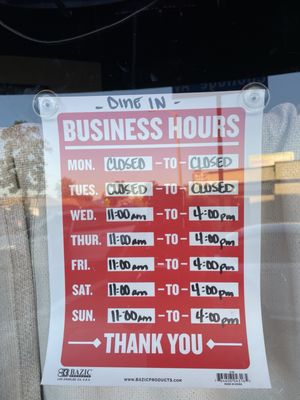 - DINE IN -
BUSINESS HOURS
MON. CLOSED -TO- CLOSED
TUES. CLOSED -TO- CLOSED
WED. 11:00am -TO- 4:00pm
THUR. 11:00am -TO- 4:00pm
FRI. 11:00am -TO- 4:00pm
SAT. 11:00am -TO- 4:00pm
SUN. 11:00am -TO- 4:00pm
THANK YOU
BAZIC
WWW.BAZICPRODUCTS.COM